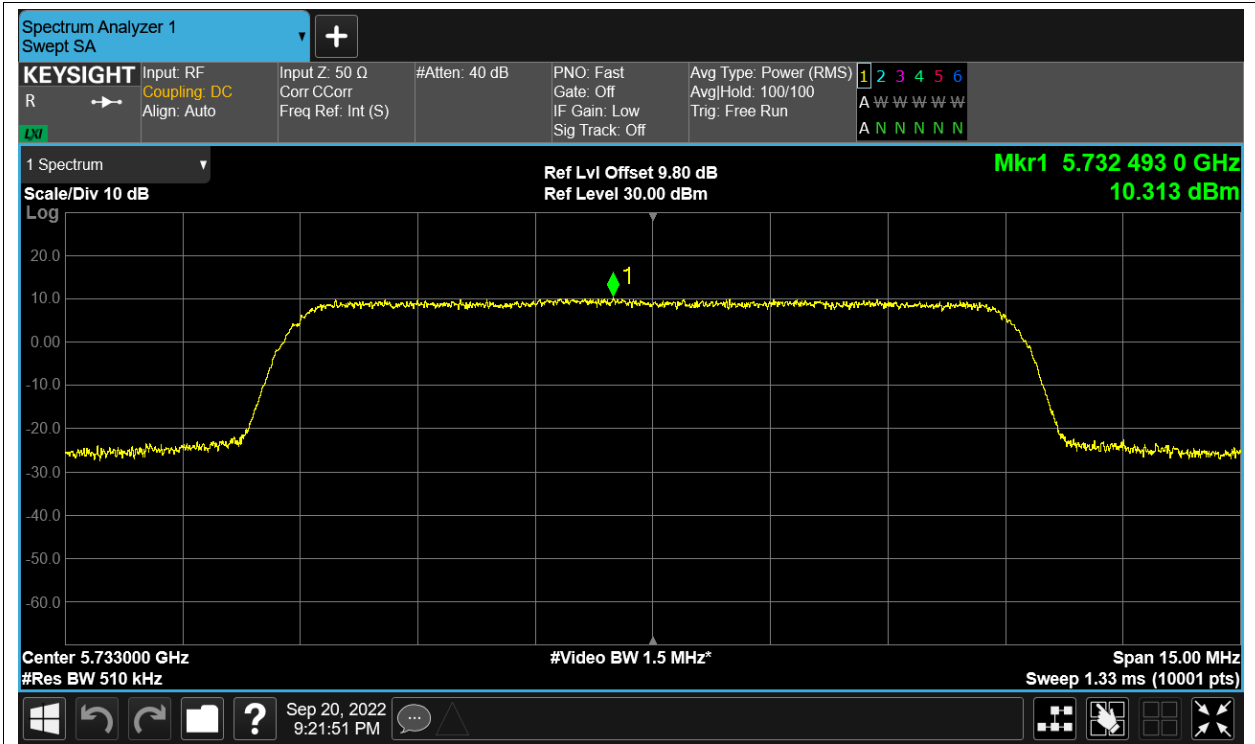 Spectrum Analyzer 1
Swept SA
KEYSIGHT
R
LXI
Input: RF
Coupling: DC
Align: Auto
Input Z: 50 Ω
Corr CCorr
Freq Ref: Int (S)
#Atten: 40 dB
PNO: Fast
Gate: Off
IF Gain: Low
Sig Track: Off
Avg Type: Power (RMS)
Avg|Hold: 100/100
Trig: Free Run
1 2 3 4 5 6
A W W W W W
A N N N N N
1 Spectrum
Scale/Div 10 dB
Log
Ref Lvl Offset 9.80 dB
Ref Level 30.00 dBm
Mkr1 5.732 493 0 GHz
10.313 dBm
1
20.0
10.0
0.00
-10.0
-20.0
-30.0
-40.0
-50.0
-60.0
Center 5.733000 GHz
#Res BW 510 kHz
#Video BW 1.5 MHz*
Span 15.00 MHz
Sweep 1.33 ms (10001 pts)
?
Sep 20, 2022
9:21:51 PM